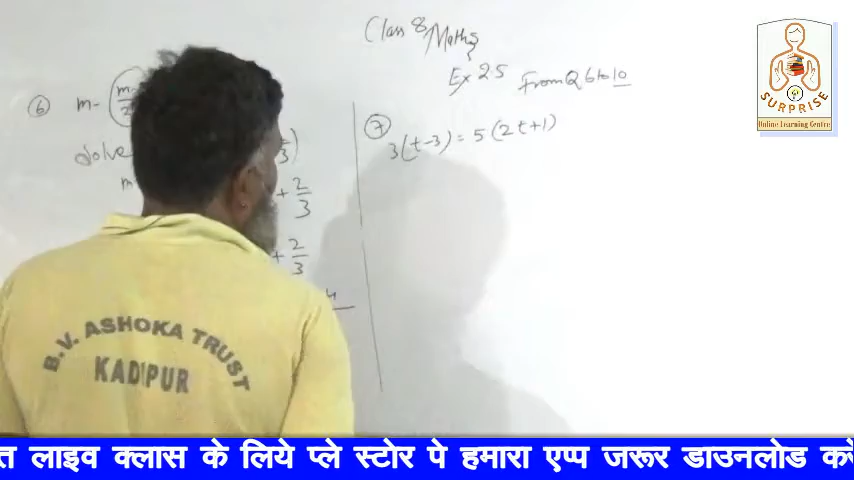 Class 8 Maths
Ex 2.5 From Q 6 to 10
6 m- (m-
Solve
m
+ 2/3
+ 2/3
7 3(t-3) = 5(2t+1)
B.V. ASHOKA TRUST
KADIPUR
SURPRISE
Online Learning Centre
त लाइव क्लास के लिये प्ले स्टोर पे हमारा एप्प जरूर डाउनलोड करे